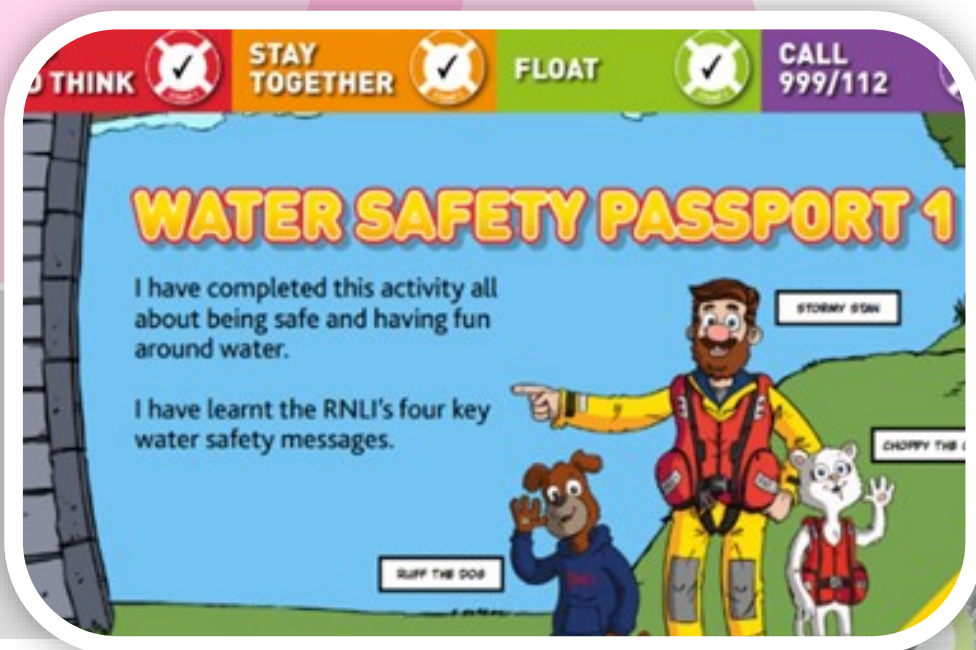 THINK
STAY
TOGETHER
FLOAT
CALL
999/112
WATER SAFETY PASSPORT 1
I have completed this activity all
about being safe and having fun
around water.
I have learnt the RNLI's four key
water safety messages.
STORMY STAN
CHOPPY THE
RUFF THE DOG